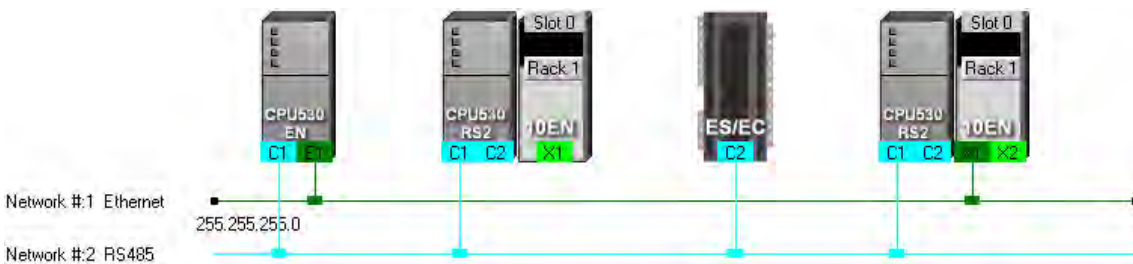 Slot 0
Rack 1
CPU530
EN
C1 E1
CPU530
RS2
C1 C2
10EN
X1
ES/EC
C2
Slot 0
Rack 1
CPU530
RS2
C1 C2
10EN
X1 X2
Network #:1 Ethernet
255.255.255.0
Network #:2 RS485